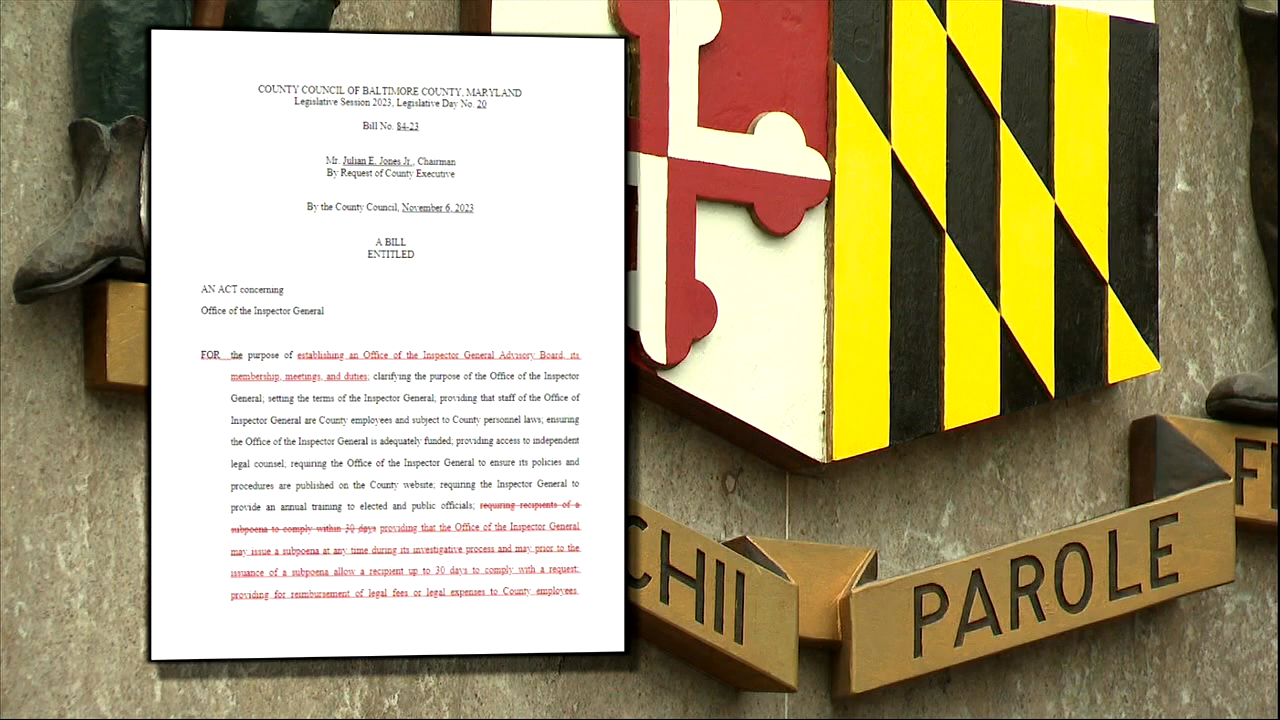 COUNTY COUNCIL OF BALTIMORE COUNTY, MARYLAND
Legislative Session 2023, Legislative Day No. 20
Bill No. 84-23
Mr. Julian E. Jones Jr., Chairman
By Request of County Executive
By the County Council, November 6, 2023
A BILL
ENTITLED
AN ACT concerning
Office of the Inspector General
FOR the purpose of establishing an Office of the Inspector General Advisory Board, its
membership, meetings, and duties; clarifying the purpose of the Office of the Inspector
General; setting the terms of the Inspector General; providing that staff of the Office of
Inspector General are County employees and subject to County personnel laws; ensuring
the Office of the Inspector General is adequately funded; providing access to independent
legal counsel; requiring the Office of the Inspector General to ensure its policies and
procedures are published on the County website; requiring the Inspector General to
provide an annual training to elected and public officials; requiring recipients of a
subpoena to comply within 30 days providing that the Office of the Inspector General
may issue a subpoena at any time during its investigative process and may prior to the
issuance of a subpoena allow a recipient up to 30 days to comply with a request;
providing for reimbursement of legal fees or legal expenses to County employees
CHII
PAROLE
F